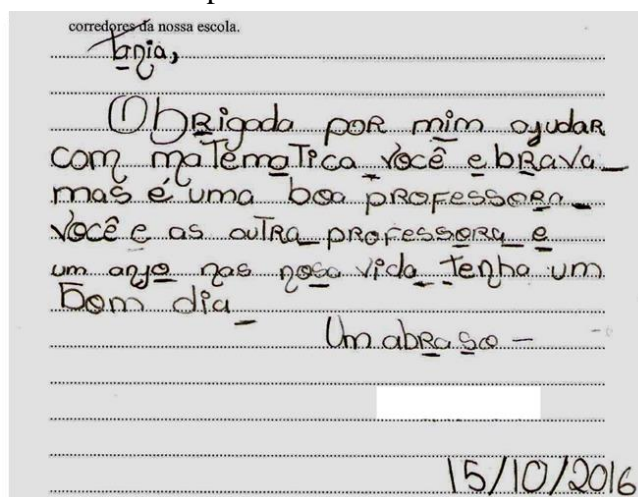 corredores da nossa escola.
Tania,
Obrigada por mim ajudar
com matematica você e brava
mas é uma boa professora
você e as outra professora e
um anjo nas nosa vida tenha um
bom dia
Um abraso -
15/10/2016